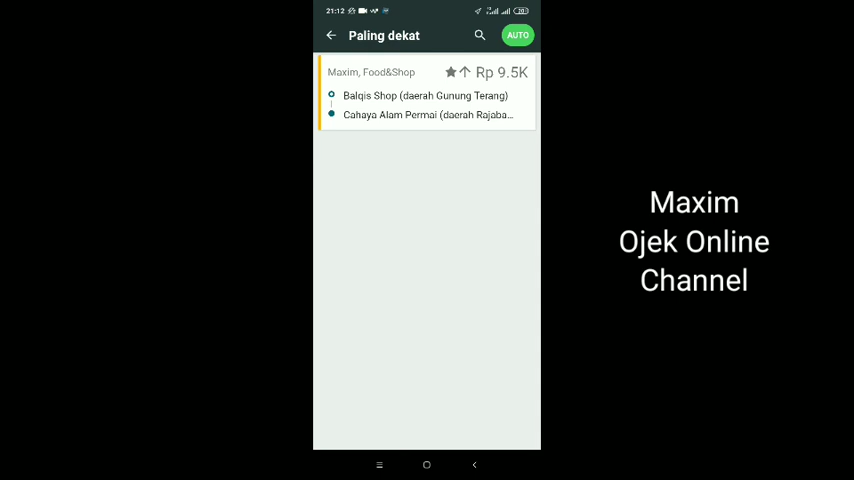 21:12
20
Paling dekat
AUTO
Maxim, Food&Shop
Rp 9.5K
Balqis Shop (daerah Gunung Terang)
Cahaya Alam Permai (daerah Rajaba...
Maxim
Ojek Online
Channel